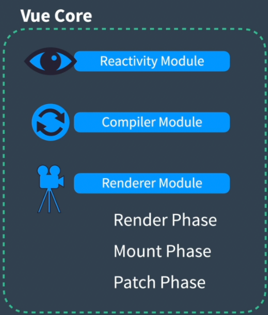 Vue Core
Reactivity Module
Compiler Module
Renderer Module
Render Phase
Mount Phase
Patch Phase